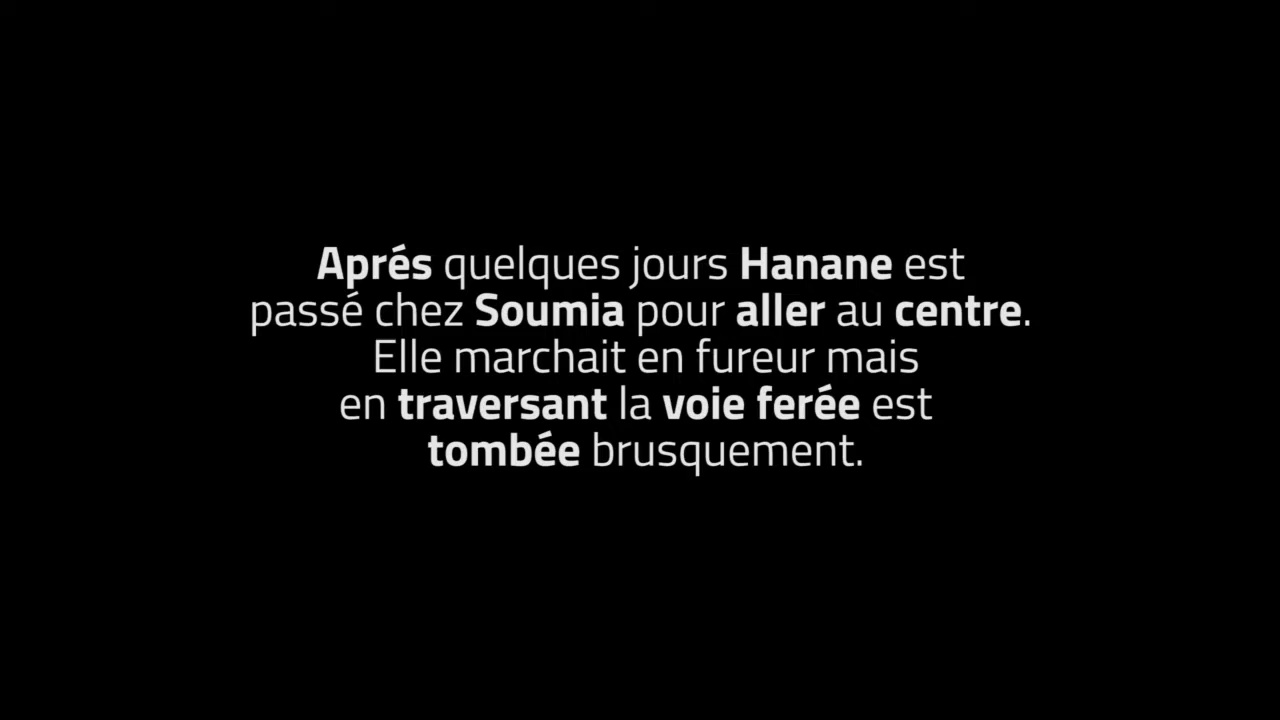 Aprés quelques jours Hanane est
passé chez Soumia pour aller au centre.
Elle marchait en fureur mais
en traversant la voie ferée est
tombée brusquement.